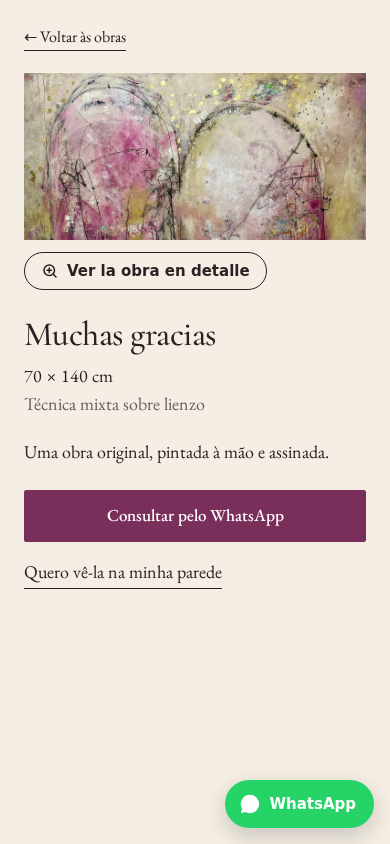 ← Voltar às obras
Ver la obra en detalle
Muchas gracias
70 × 140 cm
Técnica mixta sobre lienzo
Uma obra original, pintada à mão e assinada.
Consultar pelo WhatsApp
Quero vê-la na minha parede
WhatsApp